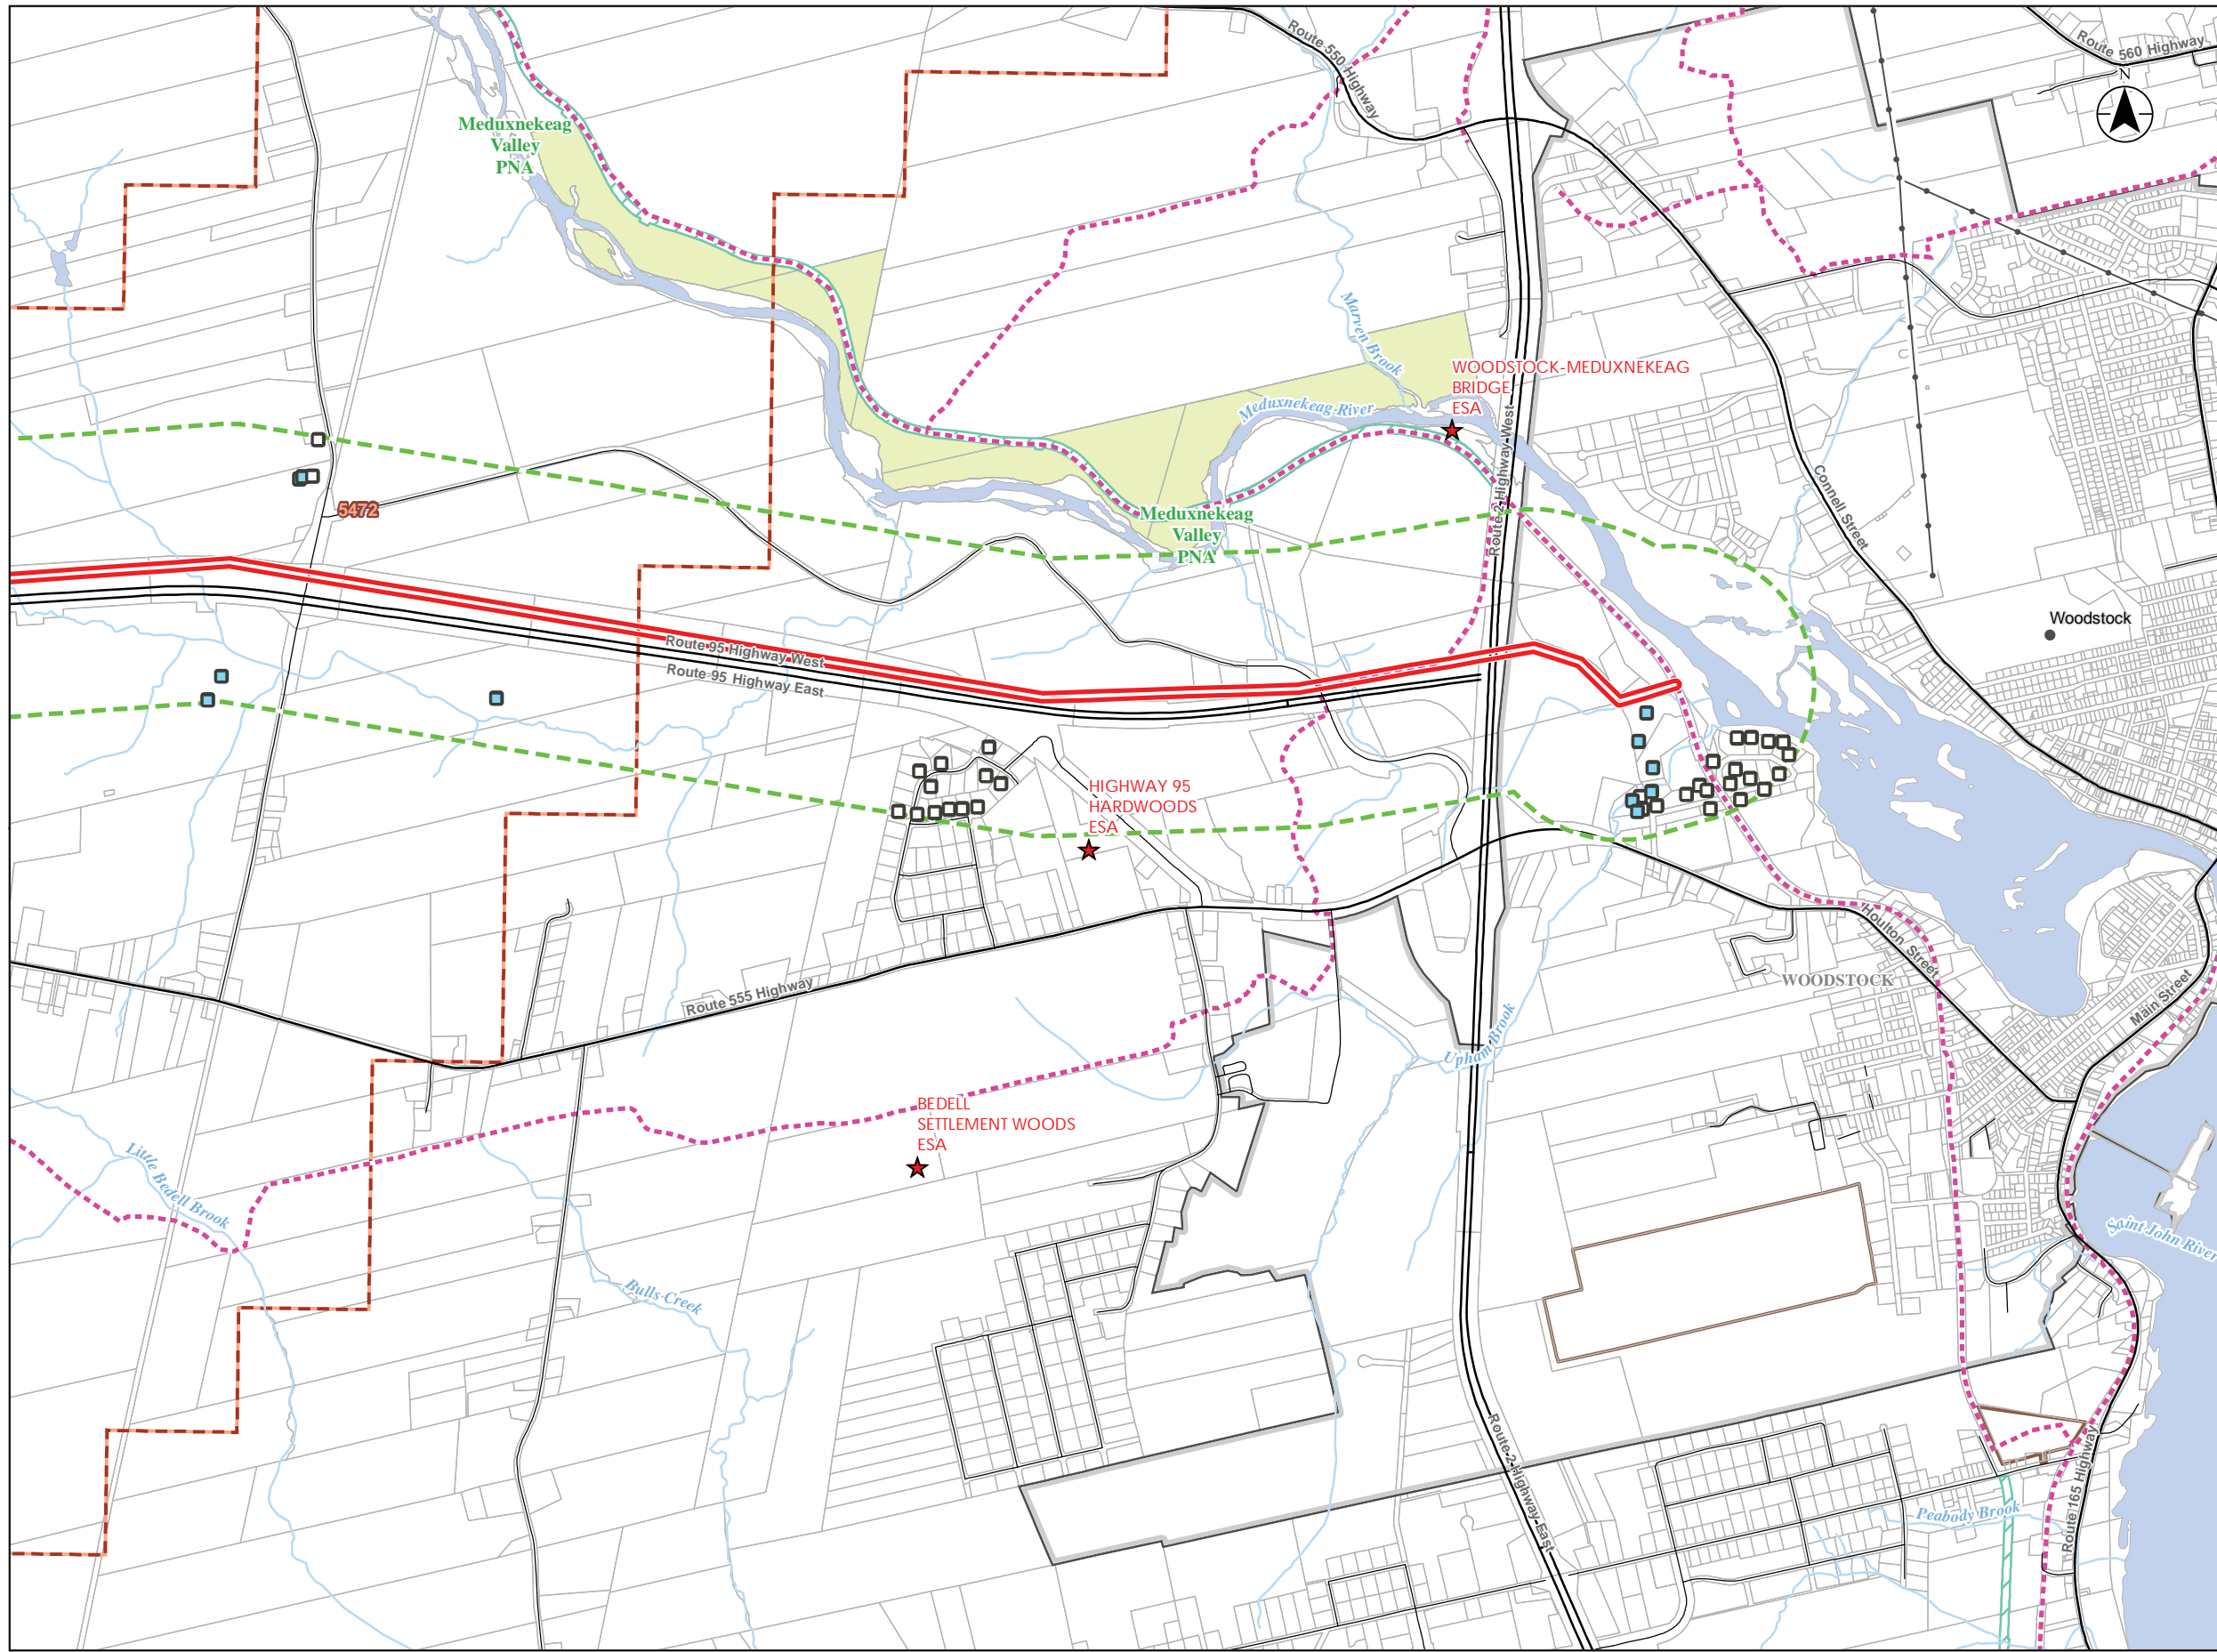 Route 550 Highway
Route 560 Highway
N
Meduxnekeag
Valley
PNA
Marven Brook
WOODSTOCK-MEDUXNEKEAG
BRIDGE
ESA
Meduxnekeag River
Route 2 Highway West
Connell Street
5472
Meduxnekeag
Valley
PNA
Woodstock
Route 95 Highway West
Route 95 Highway East
HIGHWAY 95
HARDWOODS
ESA
Houlton Street
WOODSTOCK
Main Street
Route 555 Highway
Upham Brook
BEDELL
SETTLEMENT WOODS
ESA
Little Bedell Brook
Saint John River
Bulls Creek
Route 2 Highway East
Peabody Brook
Route 165 Highway